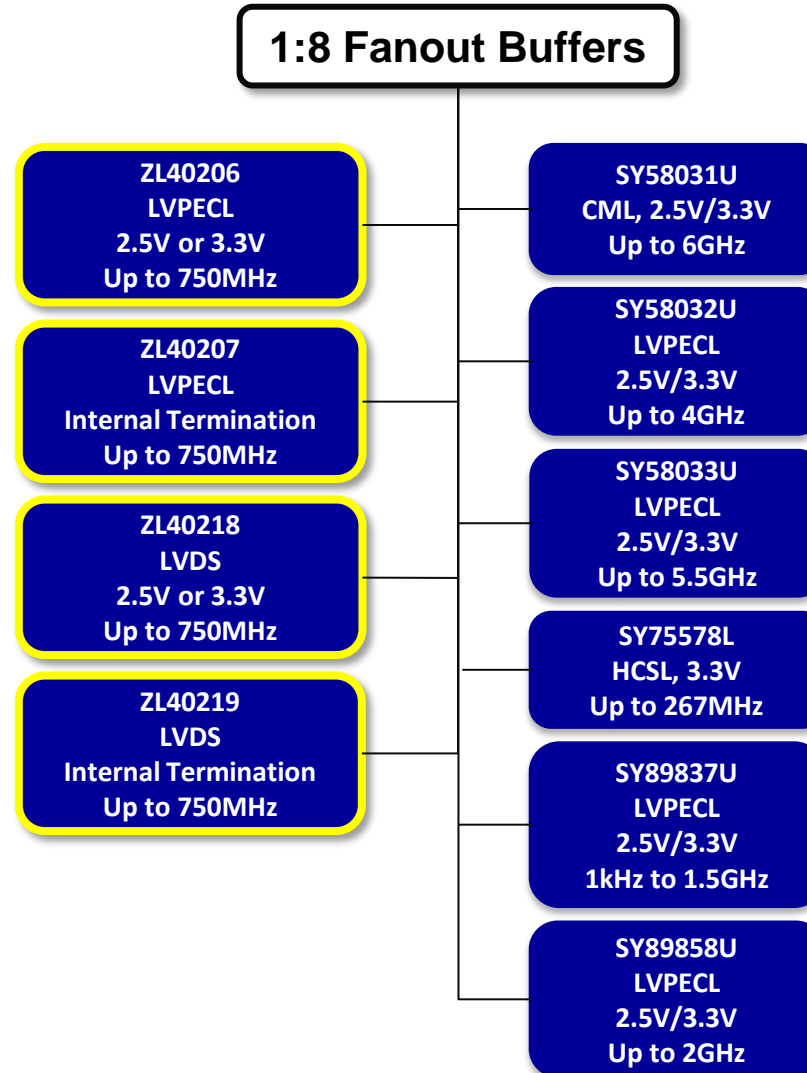 1:8 Fanout Buffers
ZL40206
LVPECL
2.5V or 3.3V
Up to 750MHz
ZL40207
LVPECL
Internal Termination
Up to 750MHz
ZL40218
LVDS
2.5V or 3.3V
Up to 750MHz
ZL40219
LVDS
Internal Termination
Up to 750MHz
SY58031U
CML, 2.5V/3.3V
Up to 6GHz
SY58032U
LVPECL
2.5V/3.3V
Up to 4GHz
SY58033U
LVPECL
2.5V/3.3V
Up to 5.5GHz
SY75578L
HCSL, 3.3V
Up to 267MHz
SY89837U
LVPECL
2.5V/3.3V
1kHz to 1.5GHz
SY89858U
LVPECL
2.5V/3.3V
Up to 2GHz